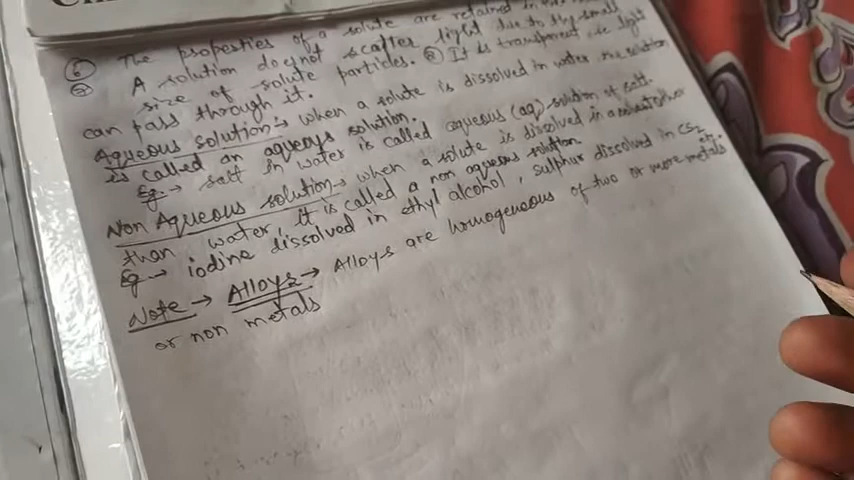 ⑥ The properties of a solute are retained in
⑦ A solution does not scatter light due to the small
size of solute particles. ⑧ It is transparent i.e light
can pass through it.
Aqueous solution:→ when a solute is dissolved in water the solution
is called an aqueous solution.
Eg.→ salt in water is called aqueous (aq) solution of salt.
Non Aqueous solution→ when a solute is dissolved in a solvent other
than water, it is called a non aqueous solution
Eg→ iodine dissolved in ethyl alcohol, sulphur dissolved in CS₂ etc.
Note → Alloys → Alloys are homogeneous of two or more metals
or non metals